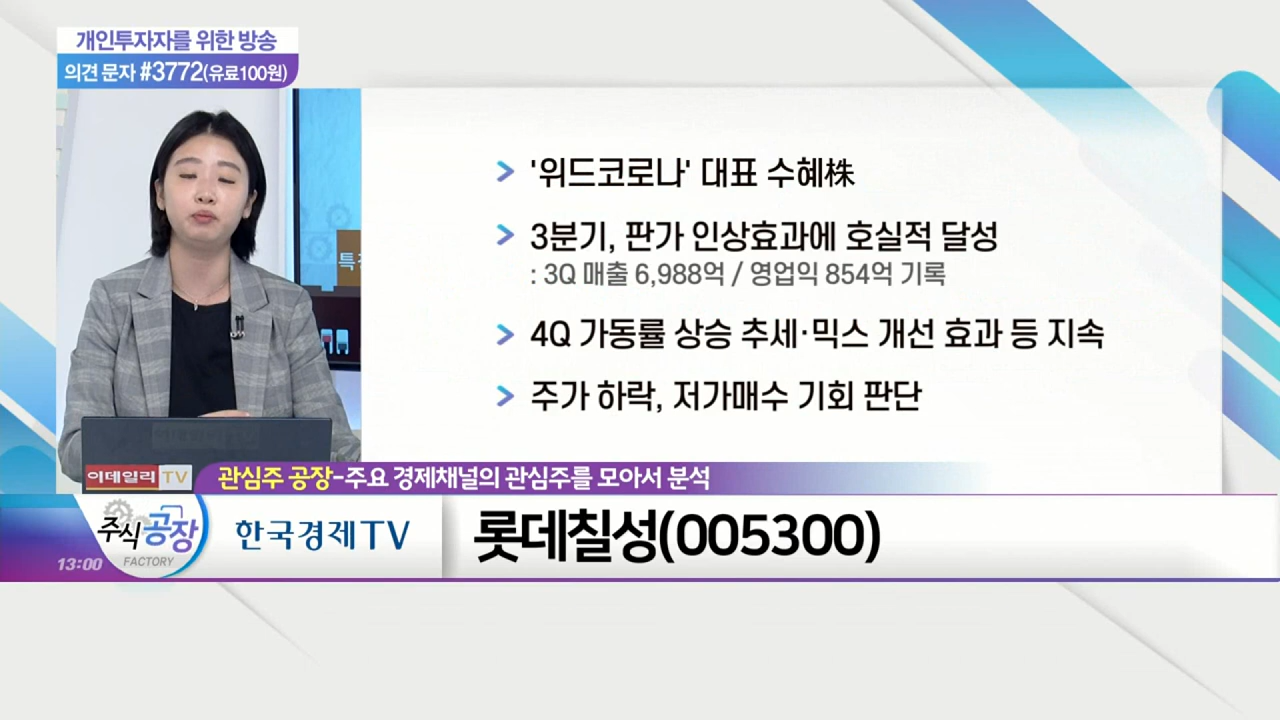 개인투자자를 위한 방송
의견 문자 #3772(유료100원)
'위드코로나' 대표 수혜株
3분기, 판가 인상효과에 호실적 달성
: 3Q 매출 6,988억 / 영업익 854억 기록
4Q 가동률 상승 추세·믹스 개선 효과 등 지속
주가 하락, 저가매수 기회 판단
특
이데일리 TV
관심주 공장-주요 경제채널의 관심주를 모아서 분석
주식공장
FACTORY
13:00
한국경제TV
롯데칠성(005300)